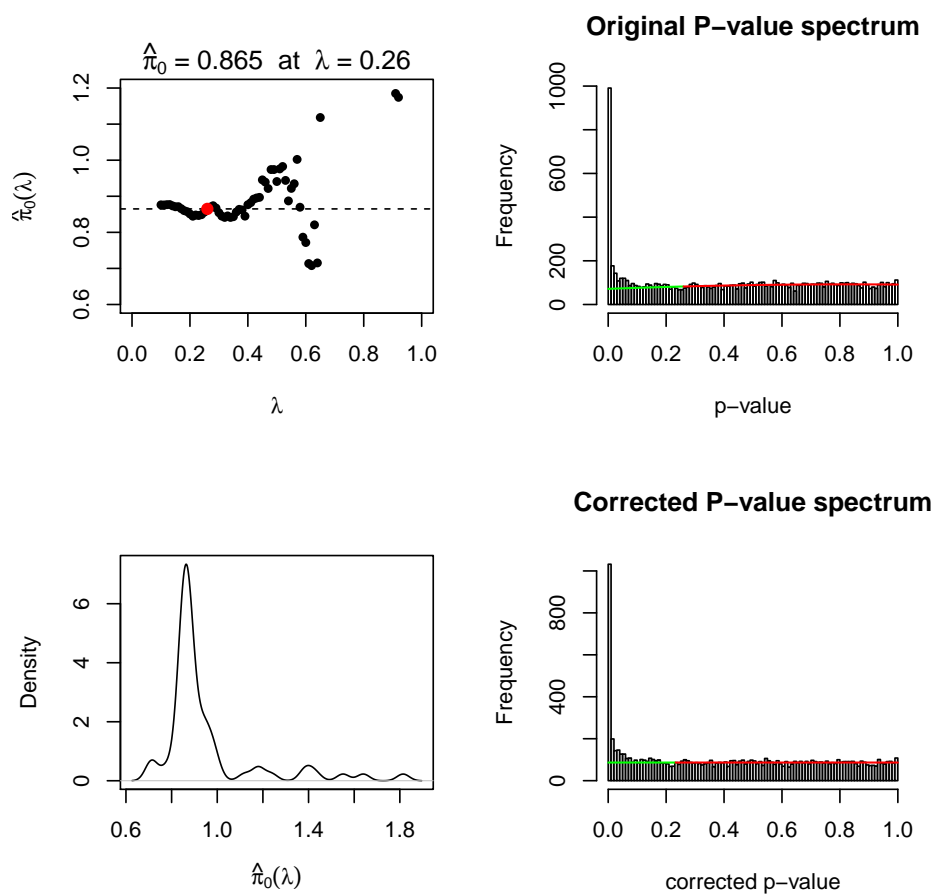 π̂₀ = 0.865 at λ = 0.26
π̂₀(λ)
0.6 0.8 1.0 1.2
0.0 0.2 0.4 0.6 0.8 1.0
λ
Original P−value spectrum
Frequency
0 200 600 1000
0.0 0.2 0.4 0.6 0.8 1.0
p−value
Density
0 2 4 6
0.6 1.0 1.4 1.8
π̂₀(λ)
Corrected P−value spectrum
Frequency
0 400 800
0.0 0.2 0.4 0.6 0.8 1.0
corrected p−value